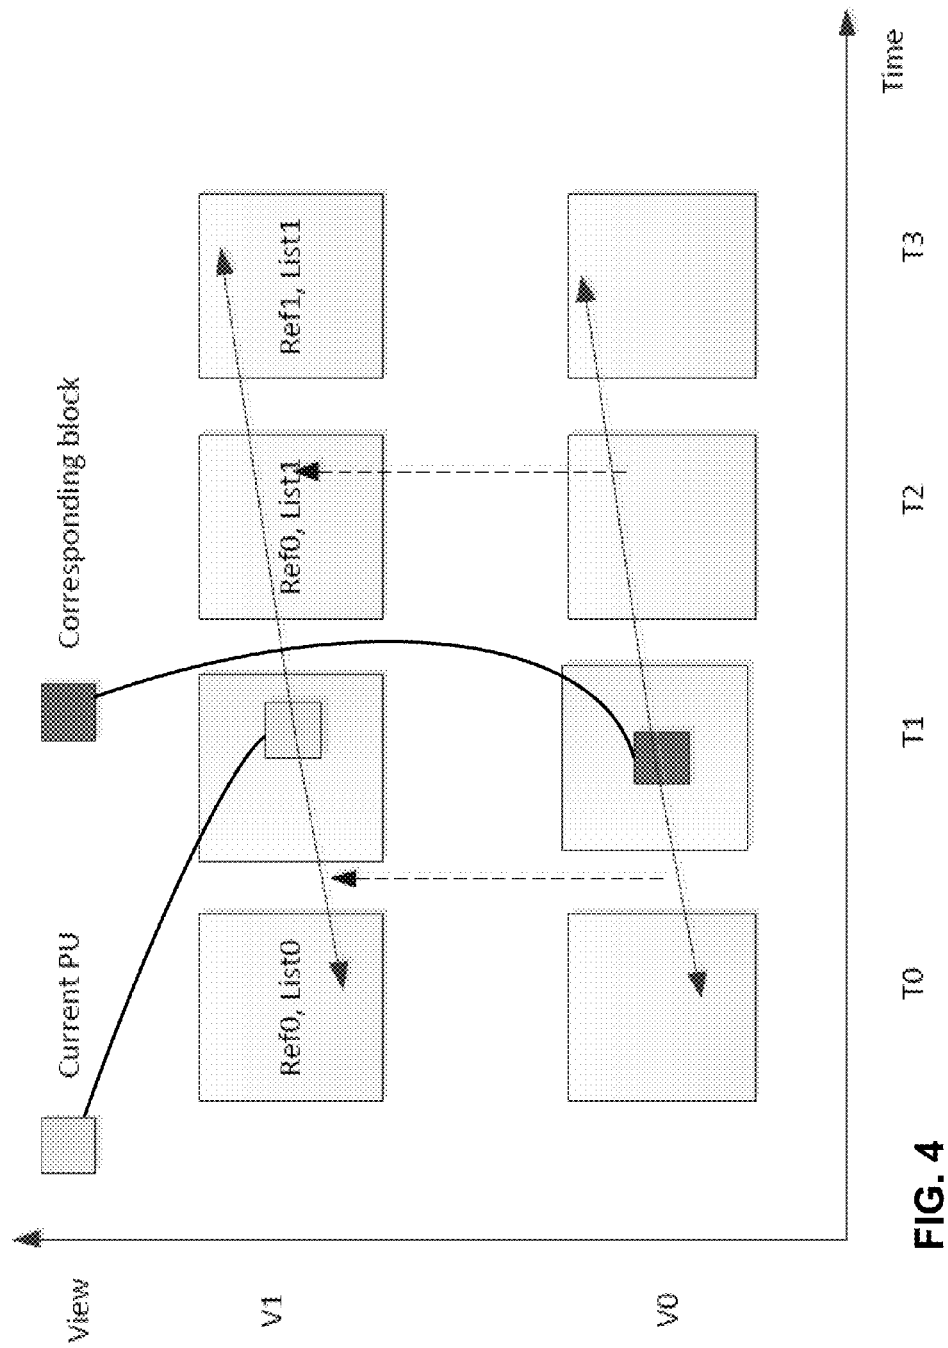 View
Current PU
Corresponding block
V1
Ref0, List0
Ref0, List1
Ref1, List1
V0
T0
T1
T2
T3
Time
FIG. 4